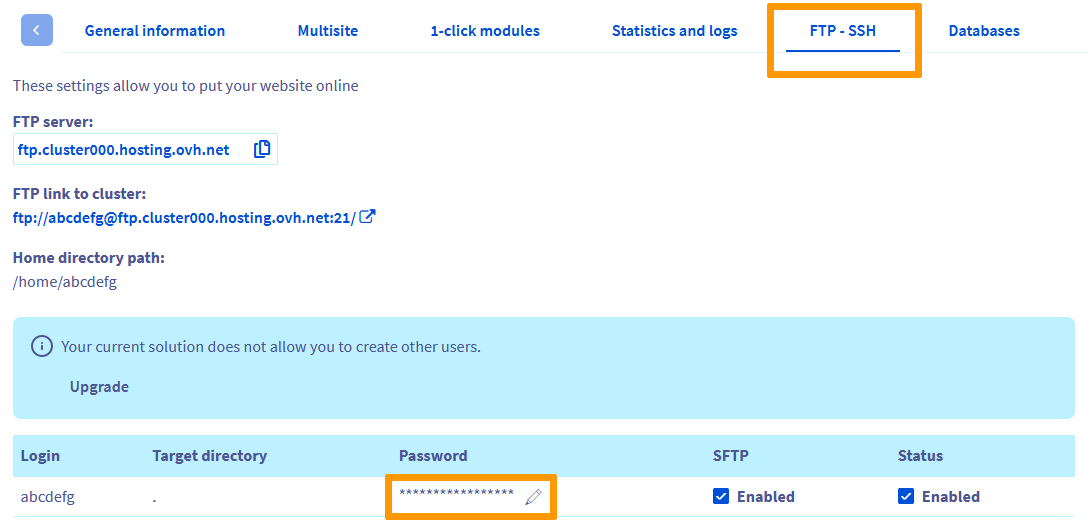 General information Multisite 1-click modules Statistics and logs FTP - SSH Databases
These settings allow you to put your website online
FTP server:
ftp.cluster000.hosting.ovh.net
FTP link to cluster:
ftp://abcdefg@ftp.cluster000.hosting.ovh.net:21/
Home directory path:
/home/abcdefg
Your current solution does not allow you to create other users.
Upgrade
Login Target directory Password SFTP Status
abcdefg . ***************** Enabled Enabled